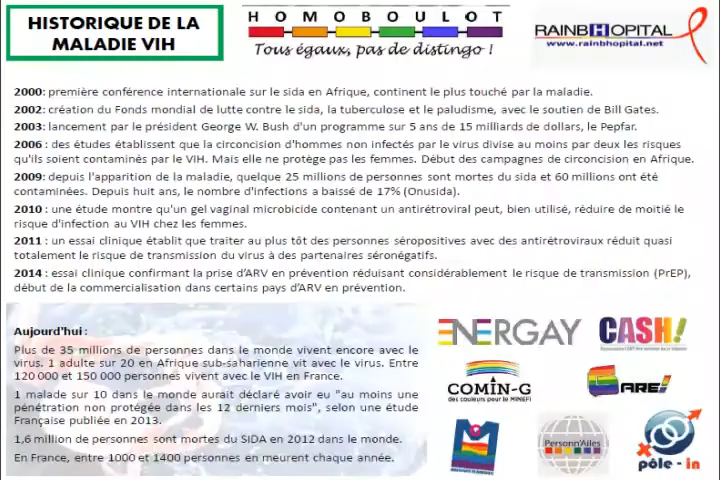 HISTORIQUE DE LA
MALADIE VIH
HOMOBOULOT
Tous égaux, pas de distingo !
RAINBHOPITAL
www.rainbhopital.net
2000: première conférence internationale sur le sida en Afrique, continent le plus touché par la maladie.
2002: création du Fonds mondial de lutte contre le sida, la tuberculose et le paludisme, avec le soutien de Bill Gates.
2003: lancement par le président George W. Bush d'un programme sur 5 ans de 15 milliards de dollars, le Pepfar.
2006 : des études établissent que la circoncision d'hommes non infectés par le virus divise au moins par deux les risques
qu'ils soient contaminés par le VIH. Mais elle ne protège pas les femmes. Début des campagnes de circoncision en Afrique.
2009: depuis l'apparition de la maladie, quelque 25 millions de personnes sont mortes du sida et 60 millions ont été
contaminées. Depuis huit ans, le nombre d'infections a baissé de 17% (Onusida).
2010 : une étude montre qu'un gel vaginal microbicide contenant un antirétroviral peut, bien utilisé, réduire de moitié le
risque d'infection au VIH chez les femmes.
2011 : un essai clinique établit que traiter au plus tôt des personnes séropositives avec des antirétroviraux réduit quasi
totalement le risque de transmission du virus à des partenaires séronégatifs.
2014 : essai clinique confirmant la prise d'ARV en prévention réduisant considérablement le risque de transmission (PrEP),
début de la commercialisation dans certains pays d'ARV en prévention.
Aujourd'hui :
Plus de 35 millions de personnes dans le monde vivent encore avec le
virus. 1 adulte sur 20 en Afrique sub-saharienne vit avec le virus. Entre
120 000 et 150 000 personnes vivent avec le VIH en France.
1 malade sur 10 dans le monde aurait déclaré avoir eu "au moins une
pénétration non protégée dans les 12 derniers mois", selon une étude
Française publiée en 2013.
1,6 million de personnes sont mortes du SIDA en 2012 dans le monde.
En France, entre 1000 et 1400 personnes en meurent chaque année.
ENERGAY
CASH!
COMIN-G
des couleurs pour le MINEFI
GARE!
Personn'Ailes
pôle - in